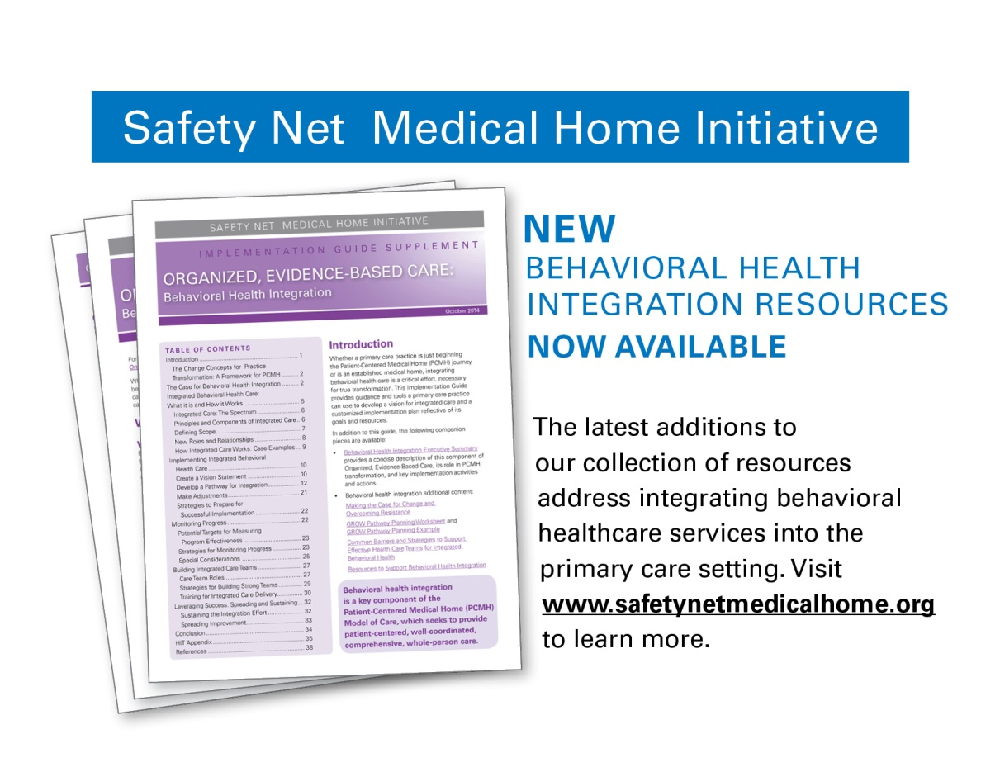 Safety Net Medical Home Initiative
SAFETY NET MEDICAL HOME INITIATIVE
IMPLEMENTATION GUIDE SUPPLEMENT
ORGANIZED, EVIDENCE-BASED CARE:
Behavioral Health Integration
October 2014
TABLE OF CONTENTS
Introduction ........ 1
The Change Concepts for Practice
Transformation: A Framework for PCMH ........ 2
The Case for Behavioral Health Integration ........ 2
Integrated Behavioral Health Care:
What it is and How it Works ........ 5
Integrated Care: The Spectrum ........ 6
Principles and Components of Integrated Care .. 6
Defining Scope ........ 7
New Roles and Relationships ........ 8
How Integrated Care Works: Case Examples ... 9
Implementing Integrated Behavioral
Health Care ........ 10
Create a Vision Statement ........ 10
Develop a Pathway for Integration ........ 12
Make Adjustments ........ 21
Strategies to Prepare for
Successful Implementation ........ 22
Monitoring Progress ........ 22
Potential Targets for Measuring
Program Effectiveness ........ 23
Strategies for Monitoring Progress ........ 23
Special Considerations ........ 25
Building Integrated Care Teams ........ 27
Care Team Roles ........ 27
Strategies for Building Strong Teams ........ 29
Training for Integrated Care Delivery ........ 30
Leveraging Success: Spreading and Sustaining ... 32
Sustaining the Integration Effort ........ 32
Spreading Improvement ........ 33
Conclusion ........ 34
HIT Appendix ........ 35
References ........ 38
Introduction
Whether a primary care practice is just beginning
the Patient-Centered Medical Home (PCMH) journey
or is an established medical home, integrating
behavioral health care is a critical effort, necessary
for true transformation. This Implementation Guide
provides guidance and tools a primary care practice
can use to develop a vision for integrated care and a
customized implementation plan reflective of its
goals and resources.
In addition to this guide, the following companion
pieces are available:
• Behavioral Health Integration Executive Summary
provides a concise description of this component of
Organized, Evidence-Based Care, its role in PCMH
transformation, and key implementation activities
and actions.
• Behavioral health integration additional content:
Making the Case for Change and
Overcoming Resistance
GROW Pathway Planning Worksheet and
GROW Pathway Planning Example
Common Barriers and Strategies to Support
Effective Health Care Teams for Integrated
Behavioral Health
Resources to Support Behavioral Health Integration
Behavioral health integration
is a key component of the
Patient-Centered Medical Home (PCMH)
Model of Care, which seeks to provide
patient-centered, well-coordinated,
comprehensive, whole-person care.
NEW
BEHAVIORAL HEALTH
INTEGRATION RESOURCES
NOW AVAILABLE
The latest additions to
our collection of resources
address integrating behavioral
healthcare services into the
primary care setting. Visit
www.safetynetmedicalhome.org
to learn more.